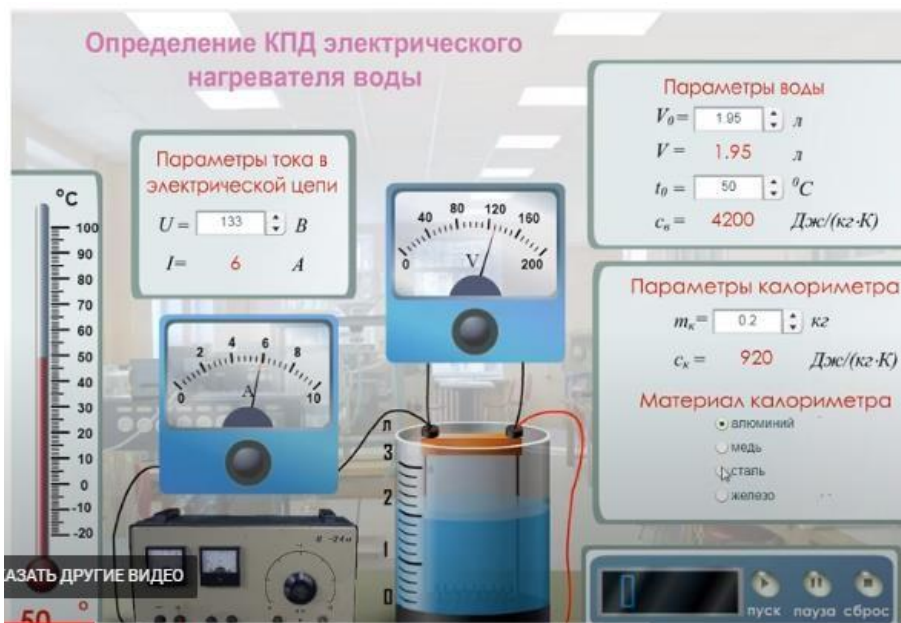 Определение КПД электрического
нагревателя воды
Параметры тока в
электрической цепи
U = 133 В
I = 6 А
Параметры воды
V₀ = 1.95 л
V = 1.95 л
t₀ = 50 ⁰C
cв = 4200 Дж/(кг·К)
Параметры калориметра
mк = 0.2 кг
cк = 920 Дж/(кг·К)
Материал калориметра
алюминий
медь
сталь
железо
°C
100
90
80
70
60
50
40
30
20
10
0
-10
-20
0 40 80 120 160 200
V
0 2 4 6 8 10
A
л
3
2
1
0
В -24м
КАЗАТЬ ДРУГИЕ ВИДЕО
50 °
пуск пауза сброс